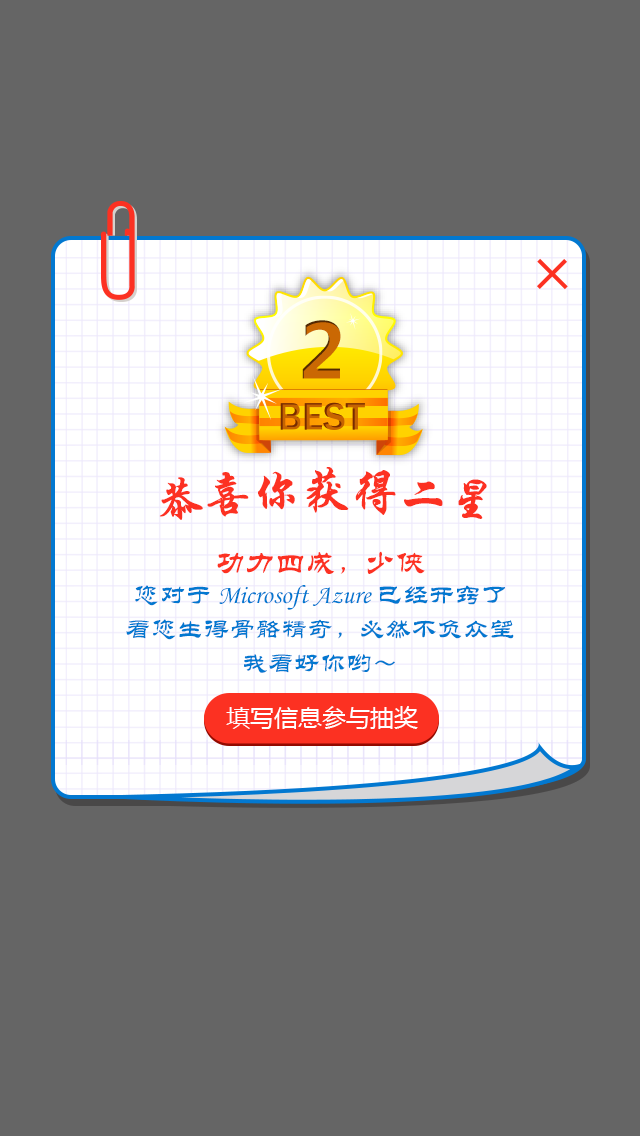 2
BEST
恭喜你获得二星
功力四成，少侠
您对于 Microsoft Azure 已经开窍了
看您生得骨骼精奇，必然不负众望
我看好你哟～
填写信息参与抽奖